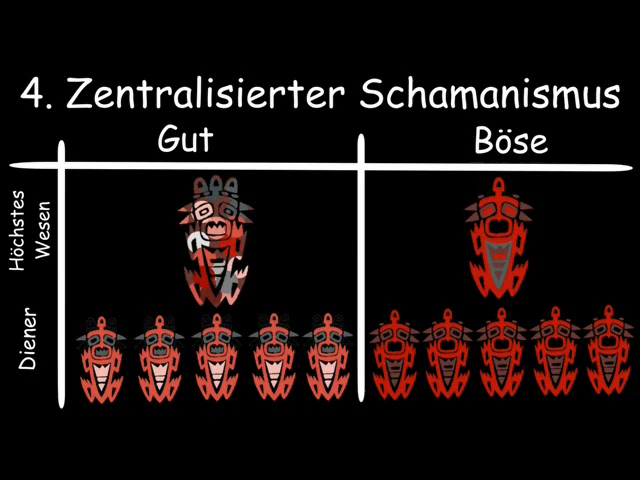 4. Zentralisierter Schamanismus
Gut
Böse
Höchstes
Wesen
Diener